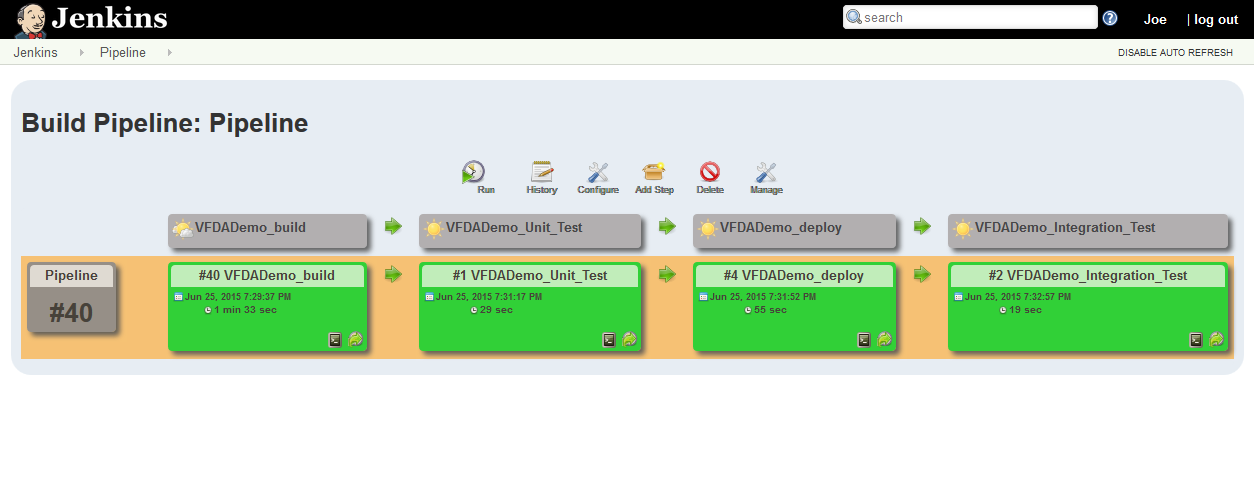 Jenkins
search
Joe
| log out
Jenkins
Pipeline
DISABLE AUTO REFRESH
Build Pipeline: Pipeline
Run
History
Configure
Add Step
Delete
Manage
VFDADemo_build
VFDADemo_Unit_Test
VFDADemo_deploy
VFDADemo_Integration_Test
Pipeline
#40
#40 VFDADemo_build
Jun 25, 2015 7:29:37 PM
1 min 33 sec
#1 VFDADemo_Unit_Test
Jun 25, 2015 7:31:17 PM
29 sec
#4 VFDADemo_deploy
Jun 25, 2015 7:31:52 PM
55 sec
#2 VFDADemo_Integration_Test
Jun 25, 2015 7:32:57 PM
19 sec